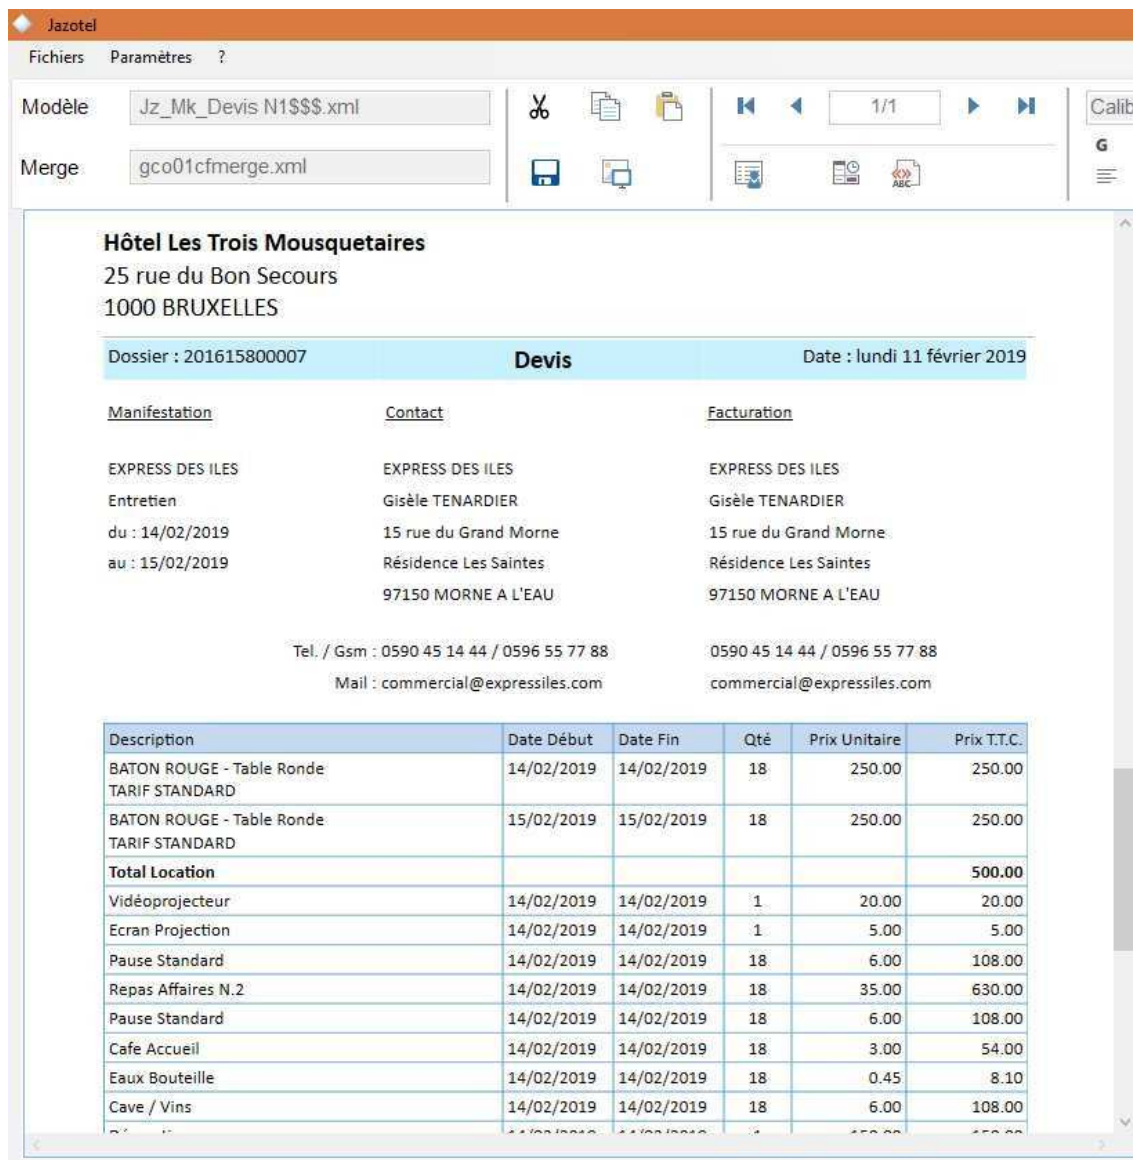 Jazotel
Fichiers Paramètres ?
Modèle Jz_Mk_Devis N1$$$.xml 1/1 Calib
G
Merge gco01cfmerge.xml
ABC
Hôtel Les Trois Mousquetaires
25 rue du Bon Secours
1000 BRUXELLES
Dossier : 201615800007 Devis Date : lundi 11 février 2019
Manifestation Contact Facturation
EXPRESS DES ILES EXPRESS DES ILES EXPRESS DES ILES
Entretien Gisèle TENARDIER Gisèle TENARDIER
du : 14/02/2019 15 rue du Grand Morne 15 rue du Grand Morne
au : 15/02/2019 Résidence Les Saintes Résidence Les Saintes
97150 MORNE A L'EAU 97150 MORNE A L'EAU
Tel. / Gsm : 0590 45 14 44 / 0596 55 77 88 0590 45 14 44 / 0596 55 77 88
Mail : commercial@expressiles.com commercial@expressiles.com
Description Date Début Date Fin Qté Prix Unitaire Prix T.T.C.
BATON ROUGE - Table Ronde 14/02/2019 14/02/2019 18 250.00 250.00
TARIF STANDARD
BATON ROUGE - Table Ronde 15/02/2019 15/02/2019 18 250.00 250.00
TARIF STANDARD
Total Location 500.00
Vidéoprojecteur 14/02/2019 14/02/2019 1 20.00 20.00
Ecran Projection 14/02/2019 14/02/2019 1 5.00 5.00
Pause Standard 14/02/2019 14/02/2019 18 6.00 108.00
Repas Affaires N.2 14/02/2019 14/02/2019 18 35.00 630.00
Pause Standard 14/02/2019 14/02/2019 18 6.00 108.00
Cafe Accueil 14/02/2019 14/02/2019 18 3.00 54.00
Eaux Bouteille 14/02/2019 14/02/2019 18 0.45 8.10
Cave / Vins 14/02/2019 14/02/2019 18 6.00 108.00